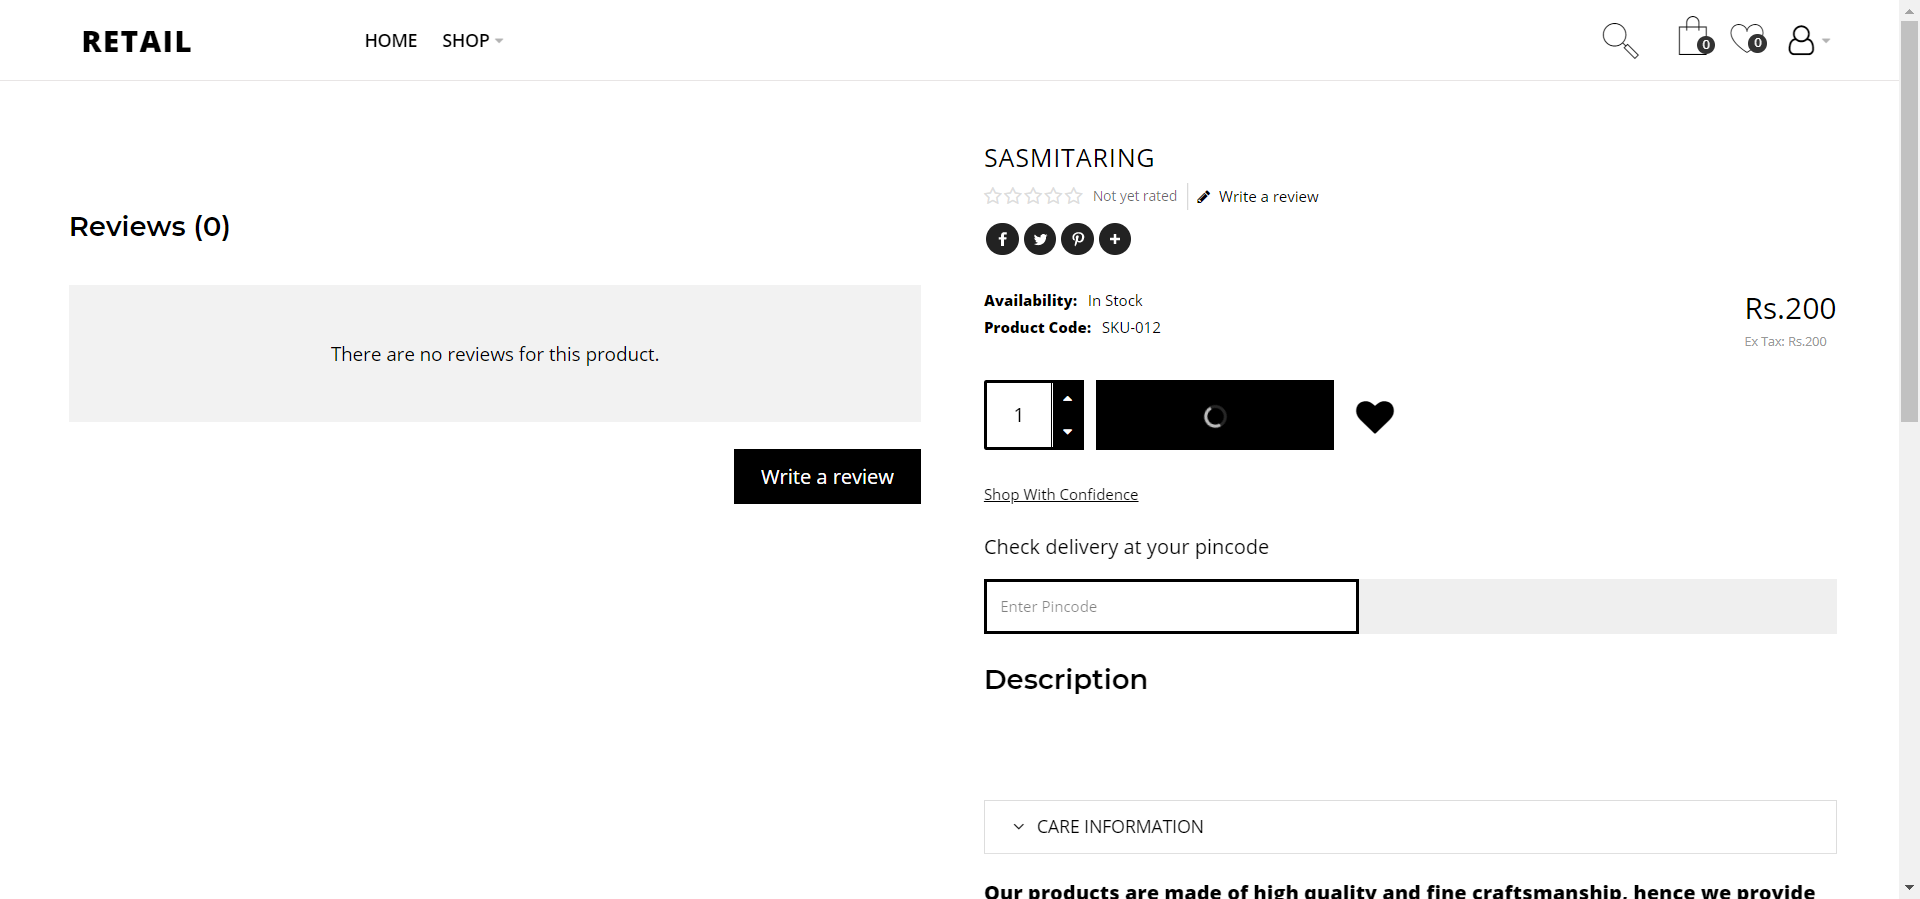 RETAIL
HOME SHOP
0 0
SASMITARING
Not yet rated Write a review
Reviews (0)
There are no reviews for this product.
Write a review
Availability: In Stock
Product Code: SKU-012
Rs.200
Ex Tax: Rs.200
1
Shop With Confidence
Check delivery at your pincode
Enter Pincode
Description
CARE INFORMATION
Our products are made of high quality and fine craftsmanship, hence we provide